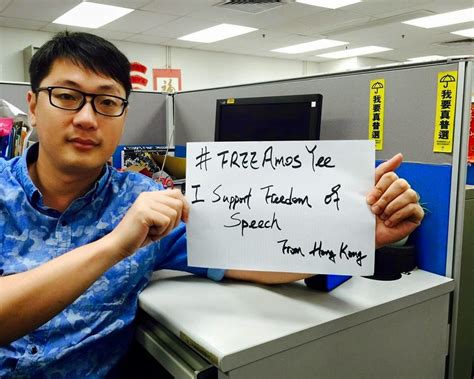 # FREE Amos Yee
I Support Freedom of
Speech
From Hong Kong
我要真普選
我要真普選